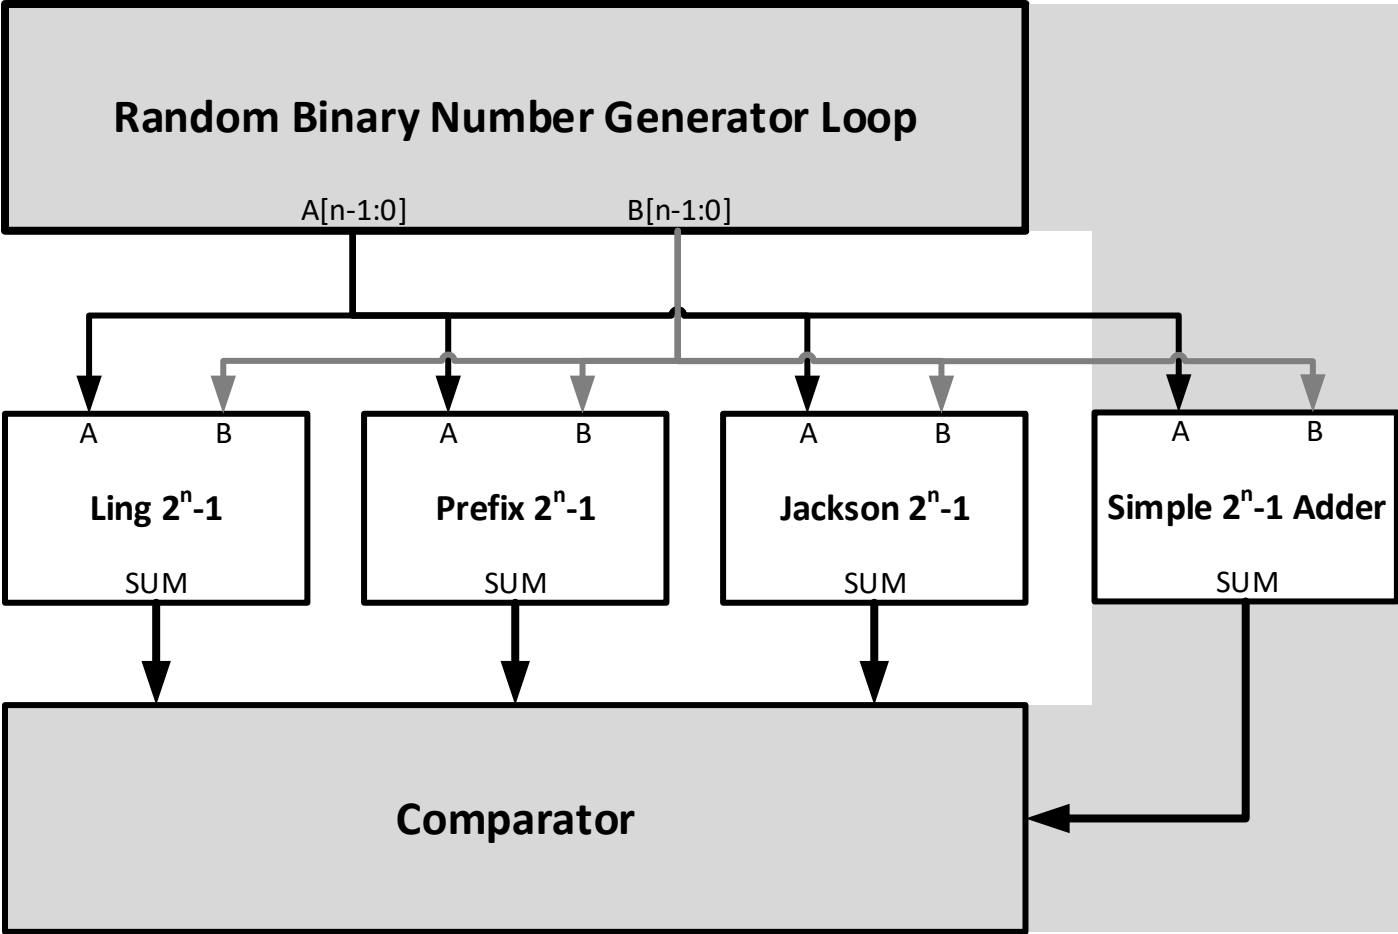 Random Binary Number Generator Loop
A[n-1:0] B[n-1:0]
A B A B A B A B
Ling 2ⁿ-1 Prefix 2ⁿ-1 Jackson 2ⁿ-1 Simple 2ⁿ-1 Adder
SUM SUM SUM SUM
Comparator